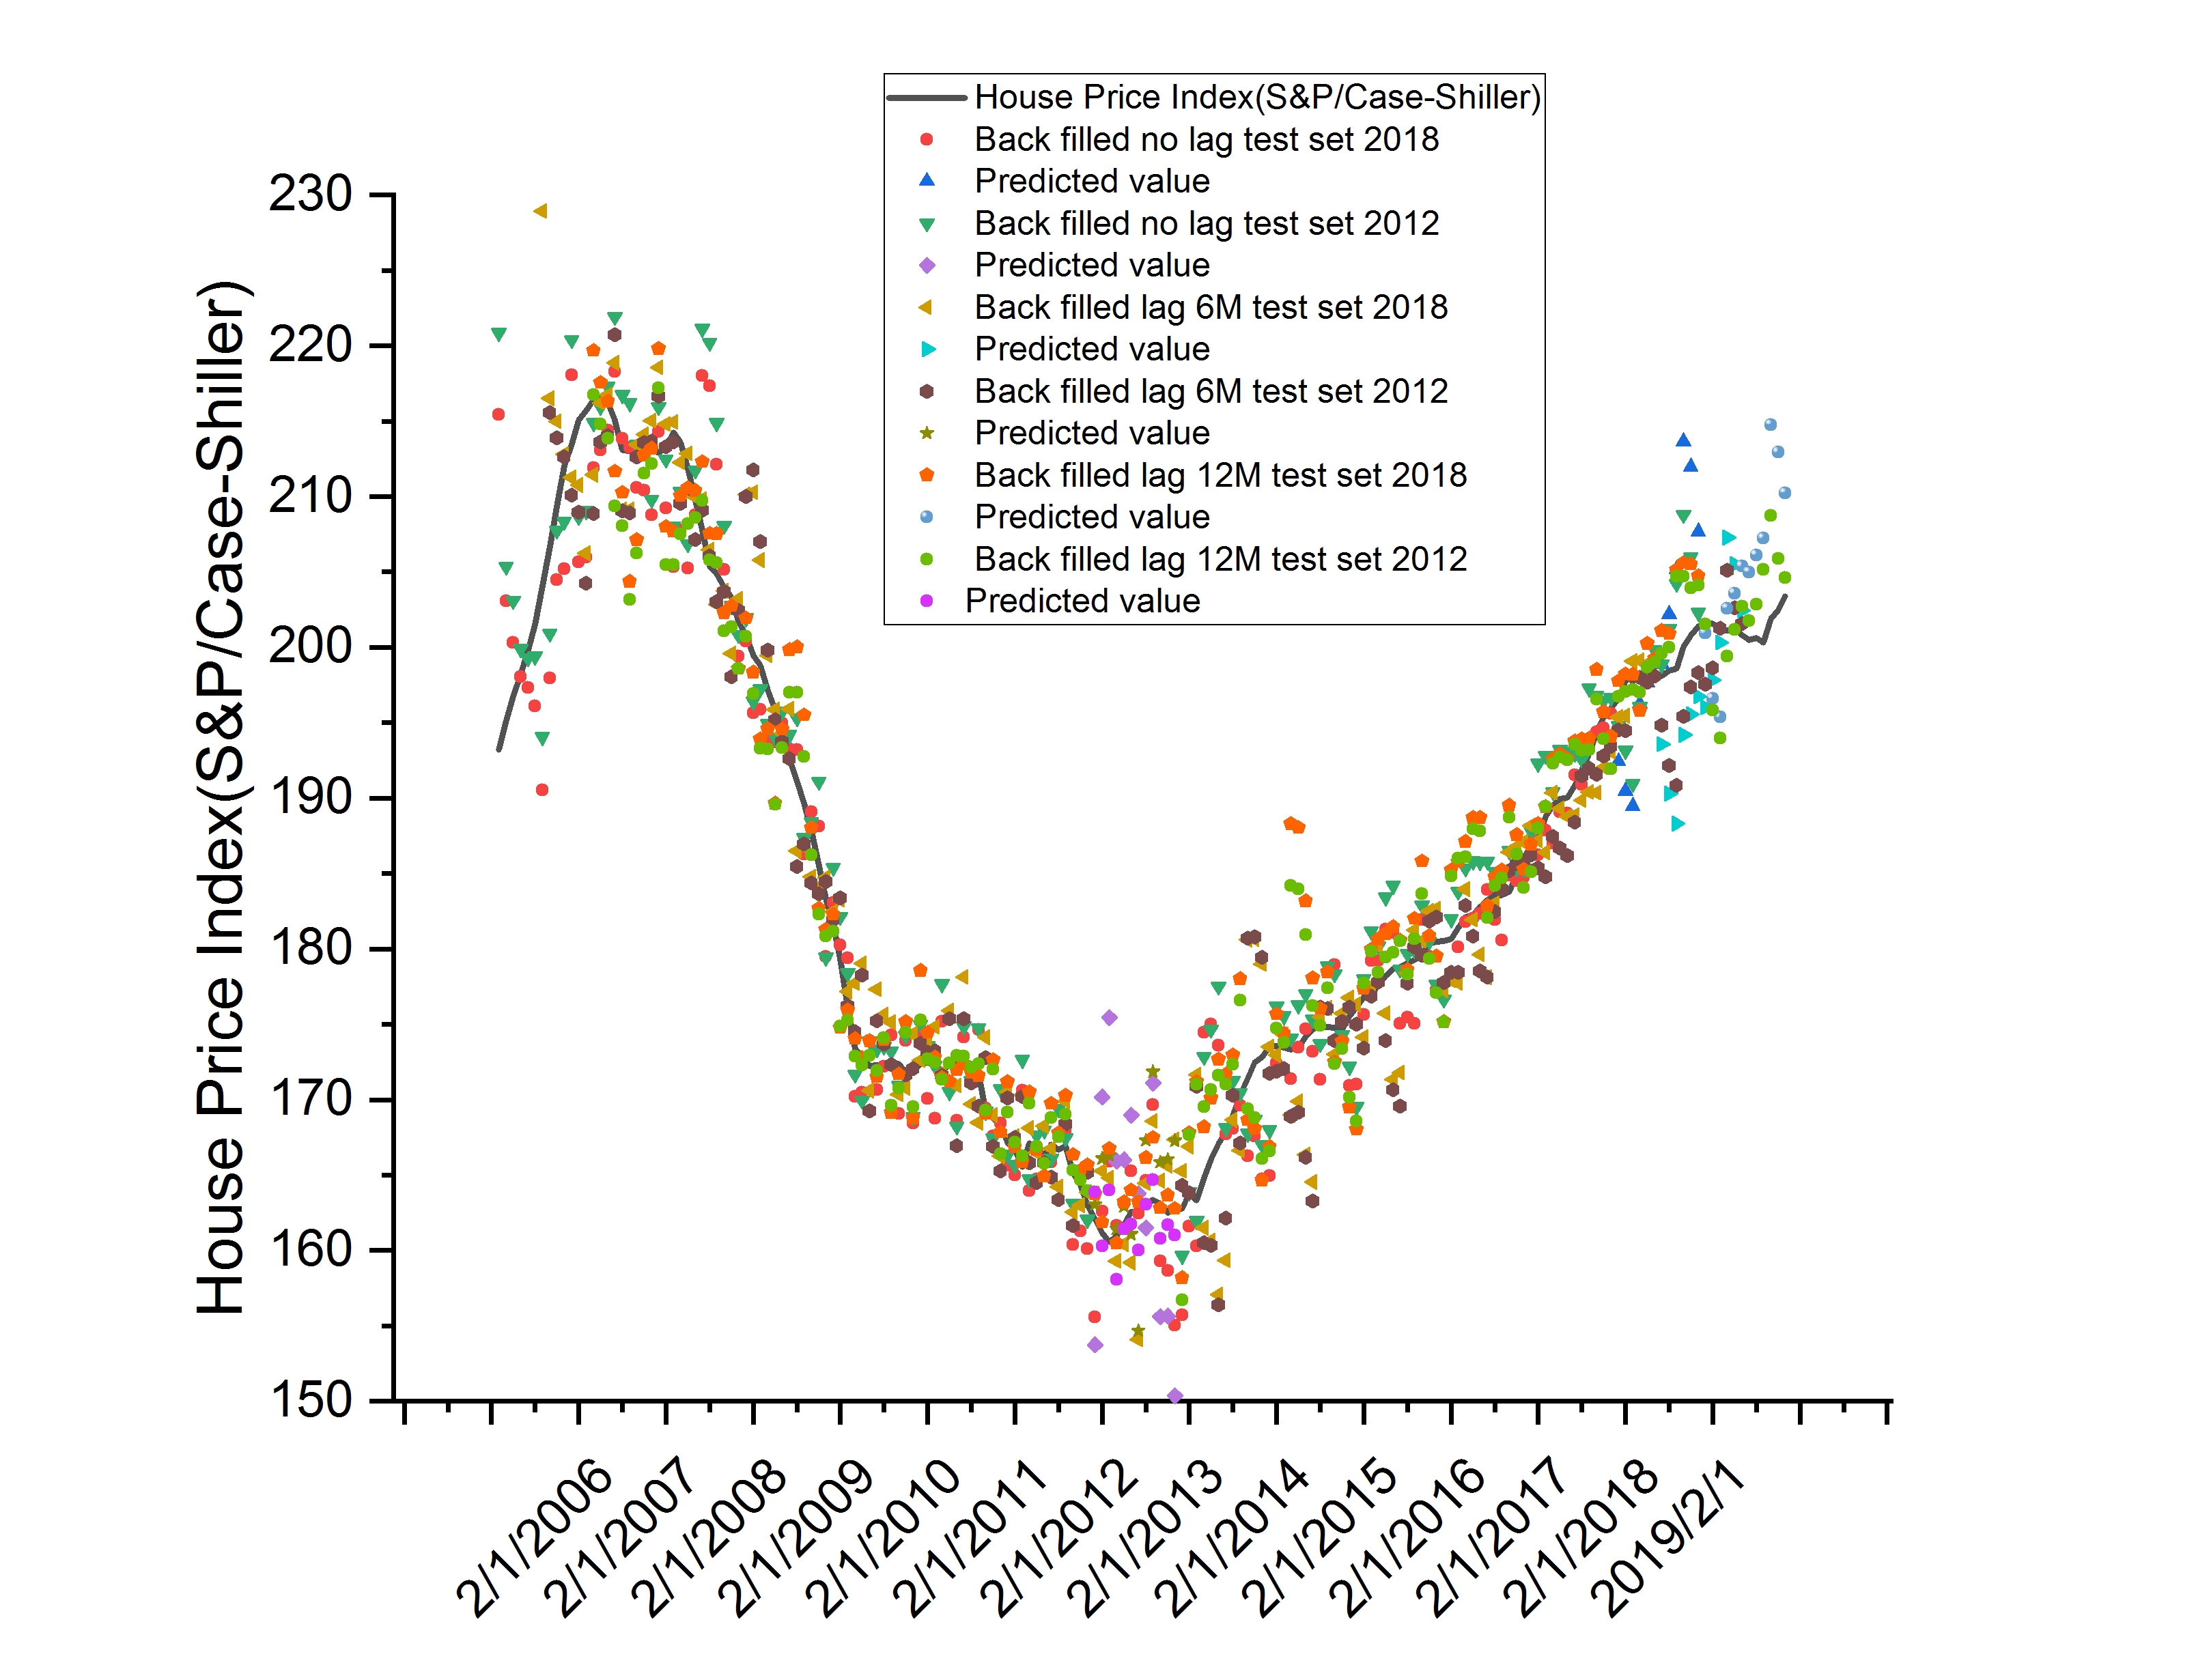 House Price Index(S&P/Case-Shiller)
Back filled no lag test set 2018
Predicted value
Back filled no lag test set 2012
Predicted value
Back filled lag 6M test set 2018
Predicted value
Back filled lag 6M test set 2012
Predicted value
Back filled lag 12M test set 2018
Predicted value
Back filled lag 12M test set 2012
Predicted value
House Price Index(S&P/Case-Shiller)
230
220
210
200
190
180
170
160
150
2/1/2006
2/1/2007
2/1/2008
2/1/2009
2/1/2010
2/1/2011
2/1/2012
2/1/2013
2/1/2014
2/1/2015
2/1/2016
2/1/2017
2/1/2018
2019/2/1